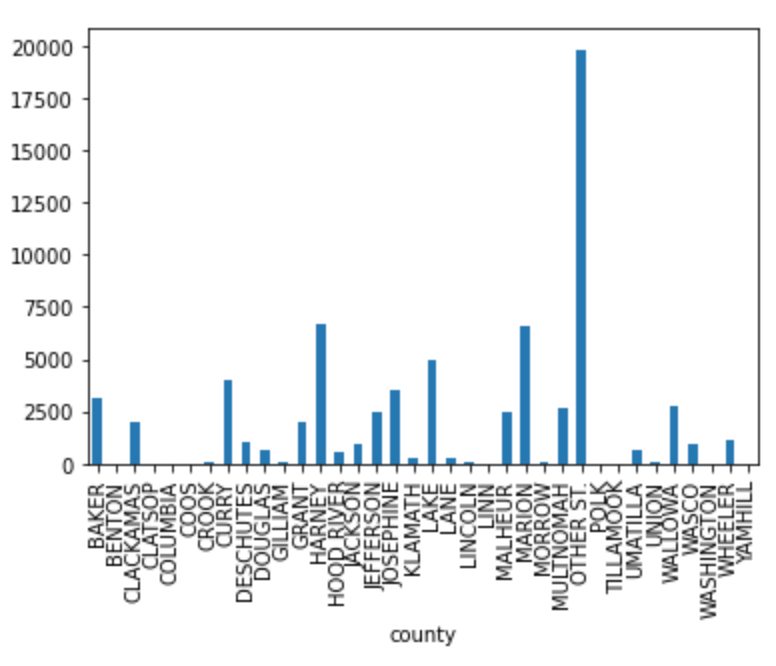 20000
17500
15000
12500
10000
7500
5000
2500
0
BAKER
BENTON
CLACKAMAS
CLATSOP
COLUMBIA
COOS
CROOK
CURRY
DESCHUTES
DOUGLAS
GILLIAM
GRANT
HARNEY
HOOD RIVER
JACKSON
JEFFERSON
JOSEPHINE
KLAMATH
LAKE
LANE
LINCOLN
LINN
MALHEUR
MARION
MORROW
MULTNOMAH
OTHER ST.
POLK
TILLAMOOK
UMATILLA
UNION
WALLOWA
WASCO
WASHINGTON
WHEELER
YAMHILL
county